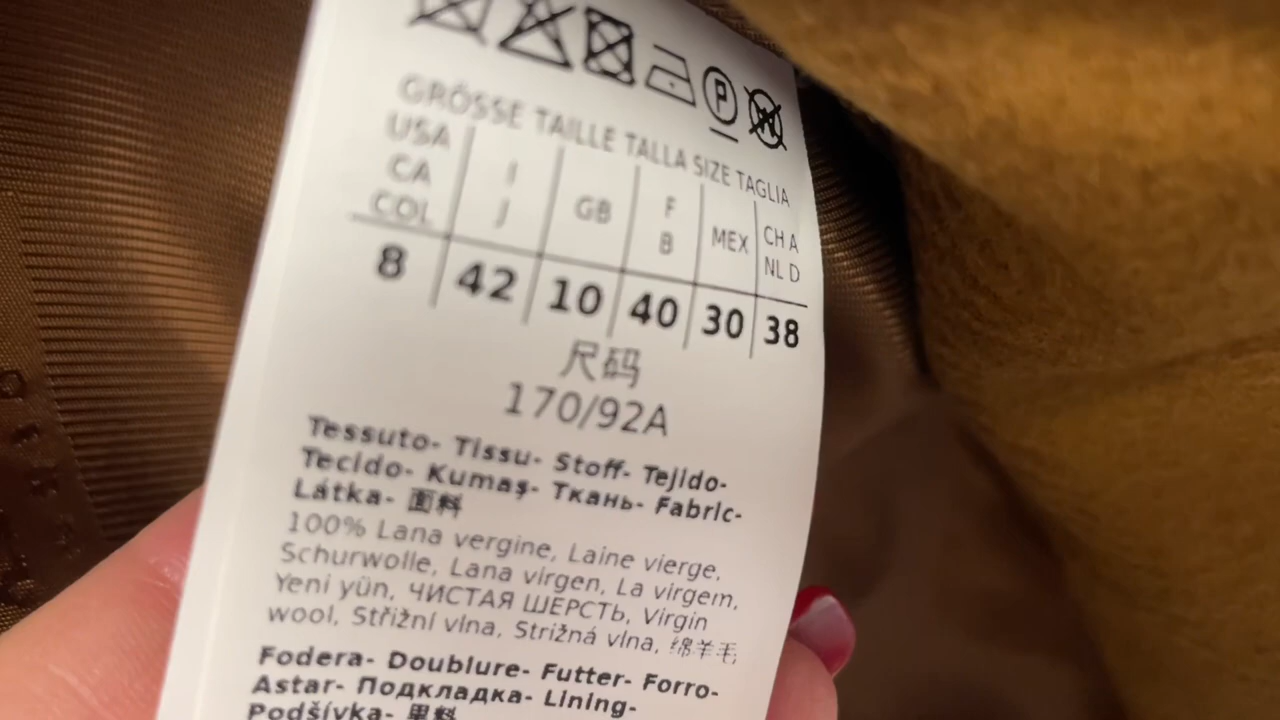 P W
GRÖSSE TAILLE TALLA SIZE TAGLIA
USA CA COL I J GB F B MEX CH A NL D
8 42 10 40 30 38
尺码
170/92A
Tessuto- Tissu- Stoff- Tejido-
Tecido- Kumaş- Ткань- Fabric-
Látka- 面料
100% Lana vergine, Laine vierge,
Schurwolle, Lana virgen, La virgem,
Yeni yün, ЧИСТАЯ ШЕРСТЬ, Virgin
wool, Střižní vlna, Strižná vlna, 绵羊毛
Fodera- Doublure- Futter- Forro-
Astar- Подкладка- Lining-
Podšívka- 里料